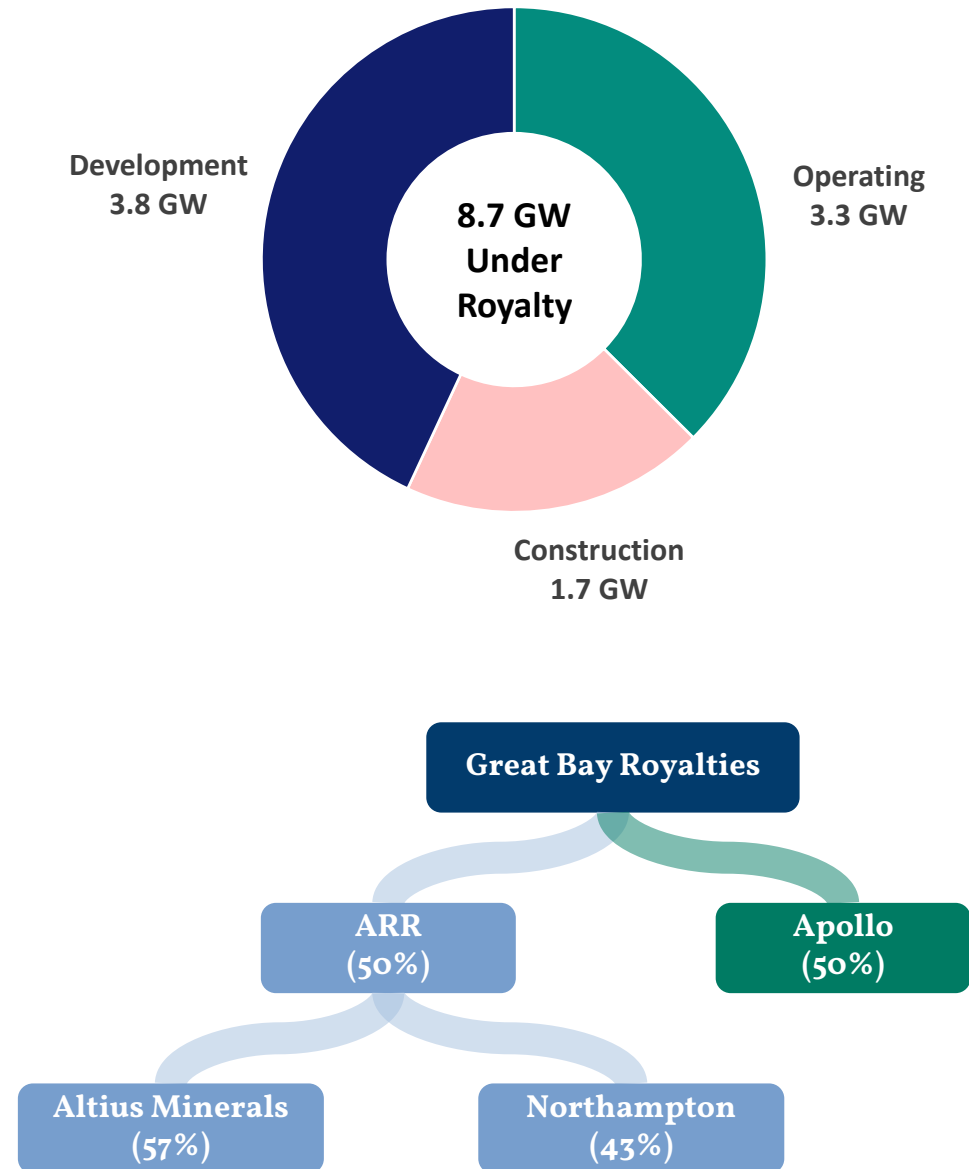 Development
3.8 GW
8.7 GW
Under
Royalty
Operating
3.3 GW
Construction
1.7 GW
Great Bay Royalties
ARR
(50%)
Apollo
(50%)
Altius Minerals
(57%)
Northampton
(43%)